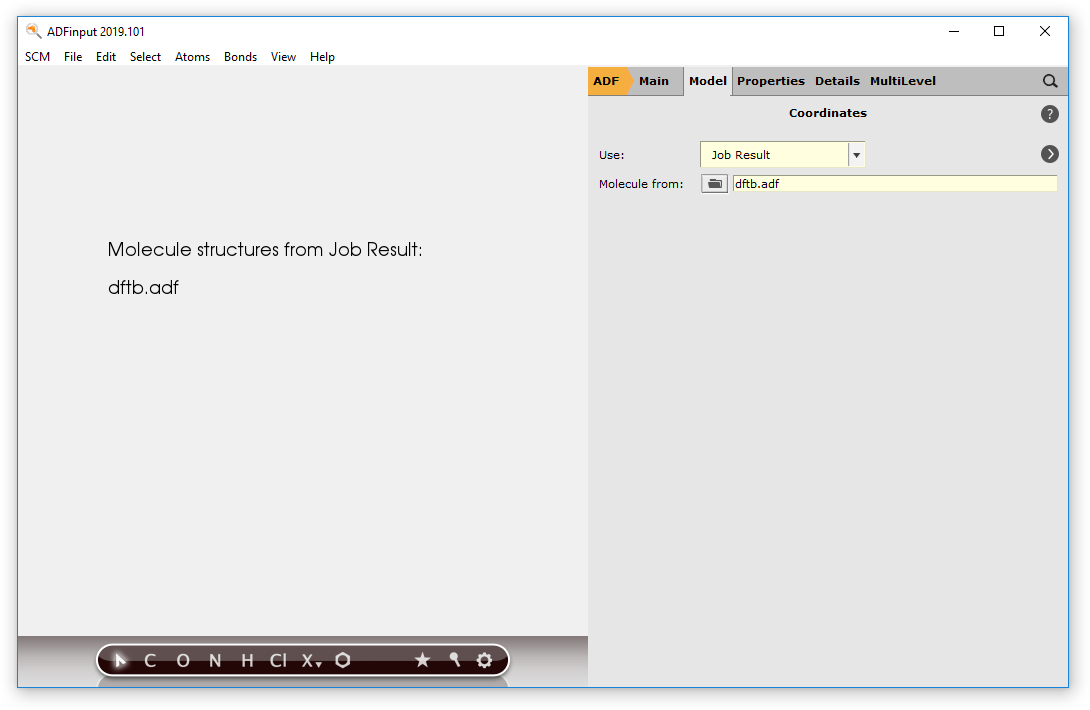 ADFinput 2019.101
SCM File Edit Select Atoms Bonds View Help
ADF Main Model Properties Details MultiLevel
Coordinates
?
Use: Job Result
Molecule from: dftb.adf
Molecule structures from Job Result:
dftb.adf
C O N H Cl X